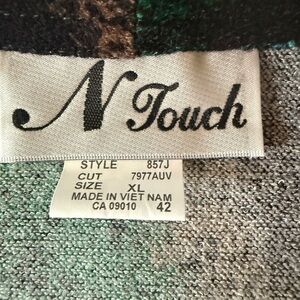 N Touch
STYLE 857J
CUT 7977AUV
SIZE XL
MADE IN VIET NAM
CA 09010 42